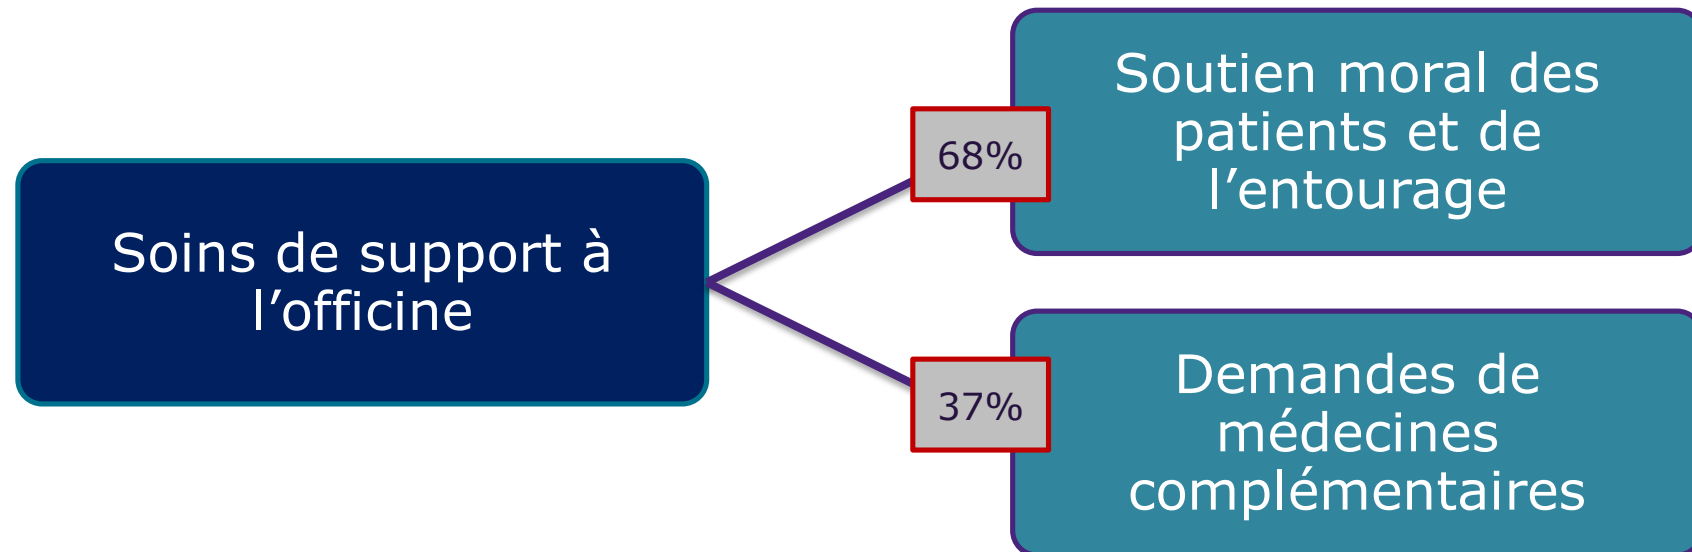 Soins de support à
l’officine
68%
Soutien moral des
patients et de
l’entourage
37%
Demandes de
médecines
complémentaires